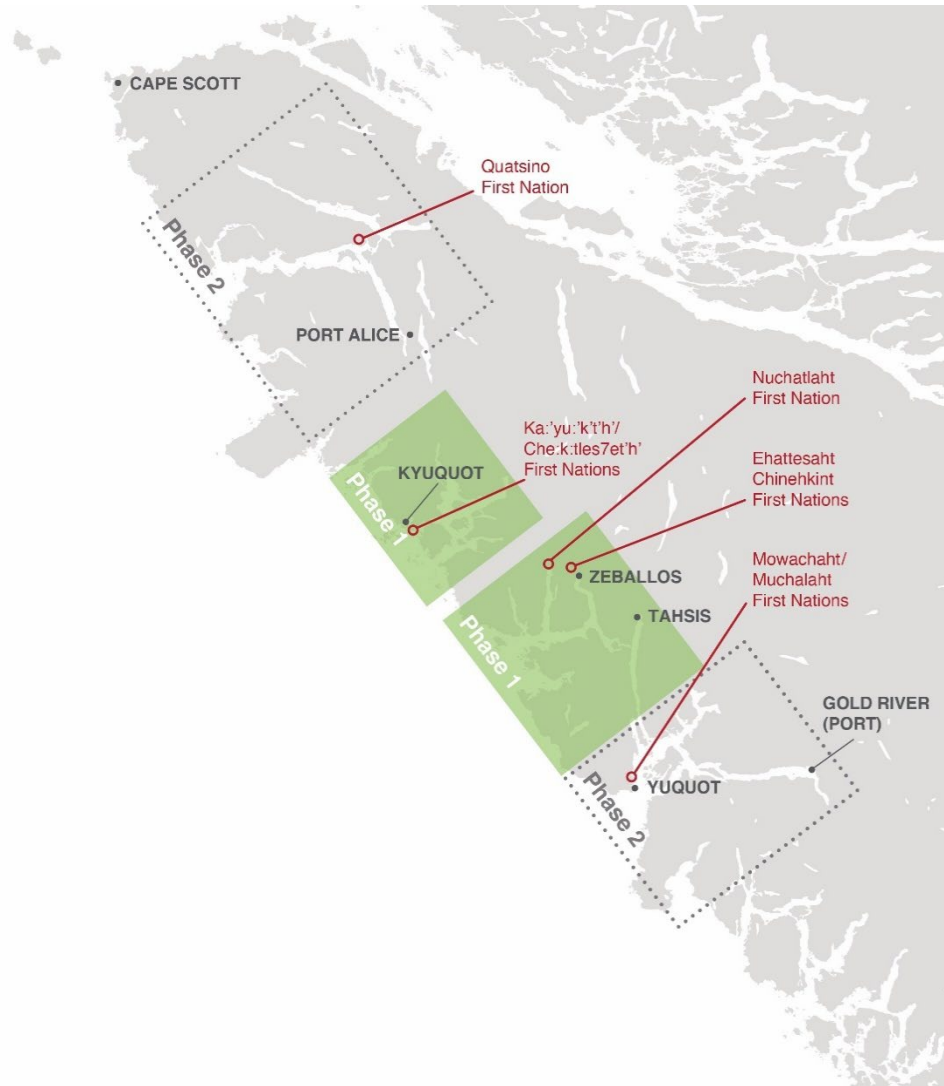 CAPE SCOTT
Quatsino
First Nation
Phase 2
PORT ALICE
Nuchatlaht
First Nation
Ka:'yu:'k't'h'/
Che:k:tles7et'h'
First Nations
KYUQUOT
Phase 1
Ehattesaht
Chinehkint
First Nations
ZEBALLOS
Mowachaht/
Muchalaht
First Nations
TAHSIS
Phase 1
GOLD RIVER
(PORT)
YUQUOT
Phase 2